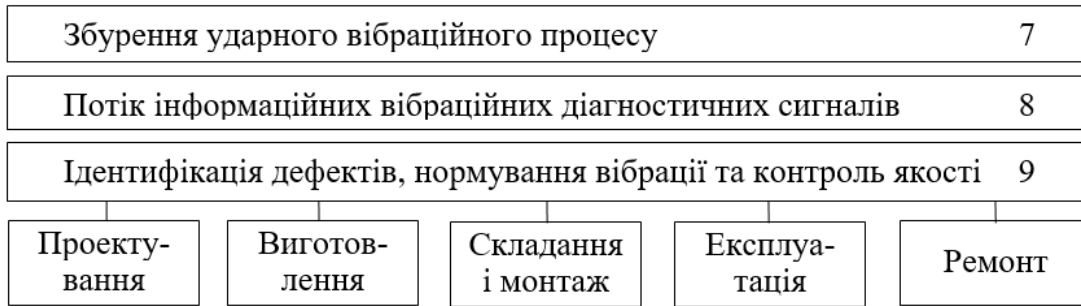 Збурення ударного вібраційного процесу 7
Потік інформаційних вібраційних діагностичних сигналів 8
Ідентифікація дефектів, нормування вібрації та контроль якості 9
Проекту-
вання
Виготов-
лення
Складання
і монтаж
Експлуа-
тація
Ремонт